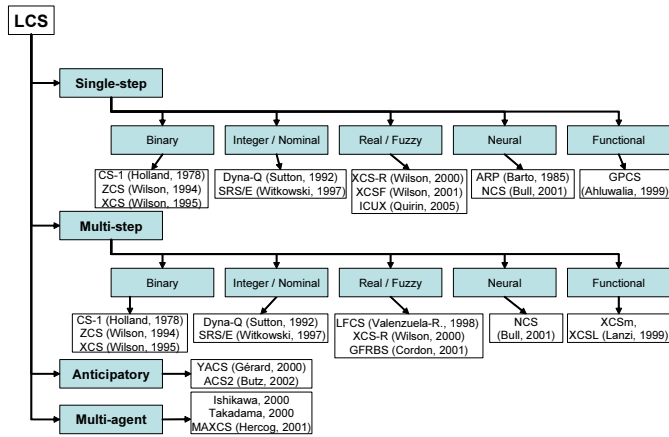 LCS
Single-step
Binary
Integer / Nominal
Real / Fuzzy
Neural
Functional
CS-1 (Holland, 1978)
ZCS (Wilson, 1994)
XCS (Wilson, 1995)
Dyna-Q (Sutton, 1992)
SRS/E (Witkowski, 1997)
XCS-R (Wilson, 2000)
XCSF (Wilson, 2001)
ICUX (Quirin, 2005)
ARP (Barto, 1985)
NCS (Bull, 2001)
GPCS
(Ahluwalia, 1999)
Multi-step
Binary
Integer / Nominal
Real / Fuzzy
Neural
Functional
CS-1 (Holland, 1978)
ZCS (Wilson, 1994)
XCS (Wilson, 1995)
Dyna-Q (Sutton, 1992)
SRS/E (Witkowski, 1997)
LFCS (Valenzuela-R., 1998)
XCS-R (Wilson, 2000)
GFRBS (Cordon, 2001)
NCS
(Bull, 2001)
XCSm,
XCSL (Lanzi, 1999)
Anticipatory
YACS (Gérard, 2000)
ACS2 (Butz, 2002)
Multi-agent
Ishikawa, 2000
Takadama, 2000
MAXCS (Hercog, 2001)